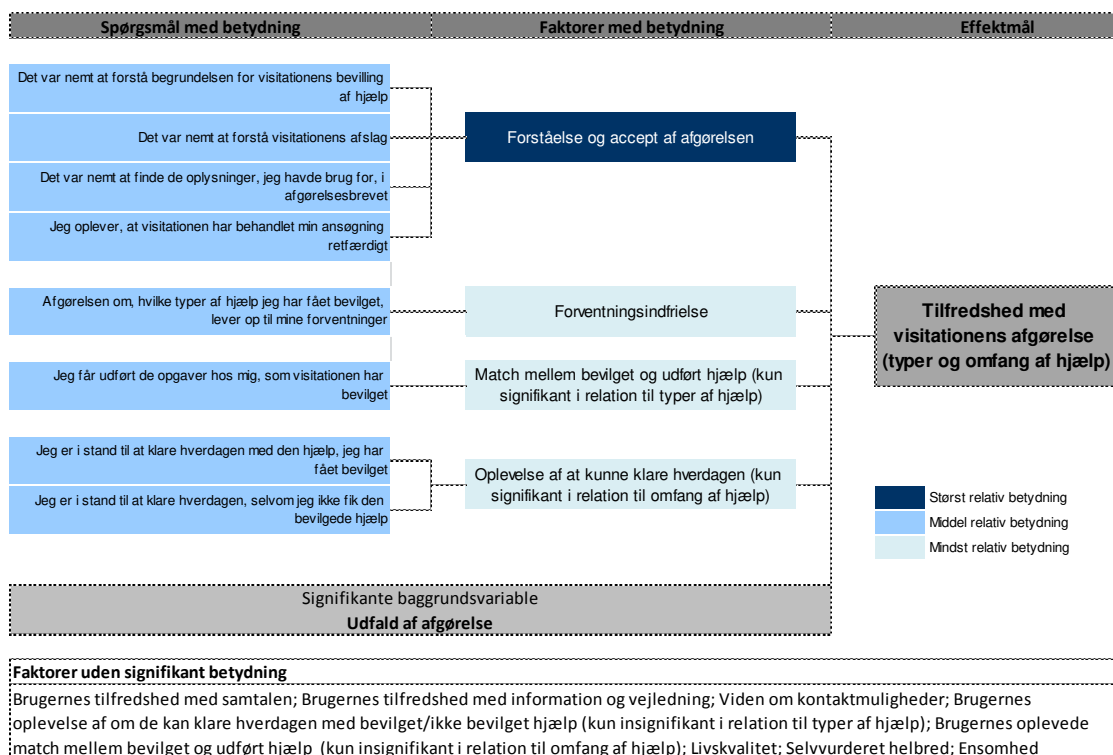 Spørgsmål med betydning
Faktorer med betydning
Effektmål
Det var nemt at forstå begrundelsen for visitationens bevilling
af hjælp
Det var nemt at forstå visitationens afslag
Det var nemt at finde de oplysninger, jeg havde brug for, i
afgørelsesbrevet
Jeg oplever, at visitationen har behandlet min ansøgning
retfærdigt
Forståelse og accept af afgørelsen
Afgørelsen om, hvilke typer af hjælp jeg har fået bevilget,
lever op til mine forventninger
Forventningsindfrielse
Jeg får udført de opgaver hos mig, som visitationen har
bevilget
Match mellem bevilget og udført hjælp (kun
signifikant i relation til typer af hjælp)
Jeg er i stand til at klare hverdagen med den hjælp, jeg har
fået bevilget
Jeg er i stand til at klare hverdagen, selvom jeg ikke fik den
bevilgede hjælp
Oplevelse af at kunne klare hverdagen (kun
signifikant i relation til omfang af hjælp)
Tilfredshed med
visitationens afgørelse
(typer og omfang af hjælp)
Størst relativ betydning
Middel relativ betydning
Mindst relativ betydning
Signifikante baggrundsvariable
Udfald af afgørelse
Faktorer uden signifikant betydning
Brugernes tilfredshed med samtalen; Brugernes tilfredshed med information og vejledning; Viden om kontaktmuligheder; Brugernes
oplevelse af om de kan klare hverdagen med bevilget/ikke bevilget hjælp (kun insignifikant i relation til typer af hjælp); Brugernes oplevede
match mellem bevilget og udført hjælp (kun insignifikant i relation til omfang af hjælp); Livskvalitet; Selvvurderet helbred; Ensomhed